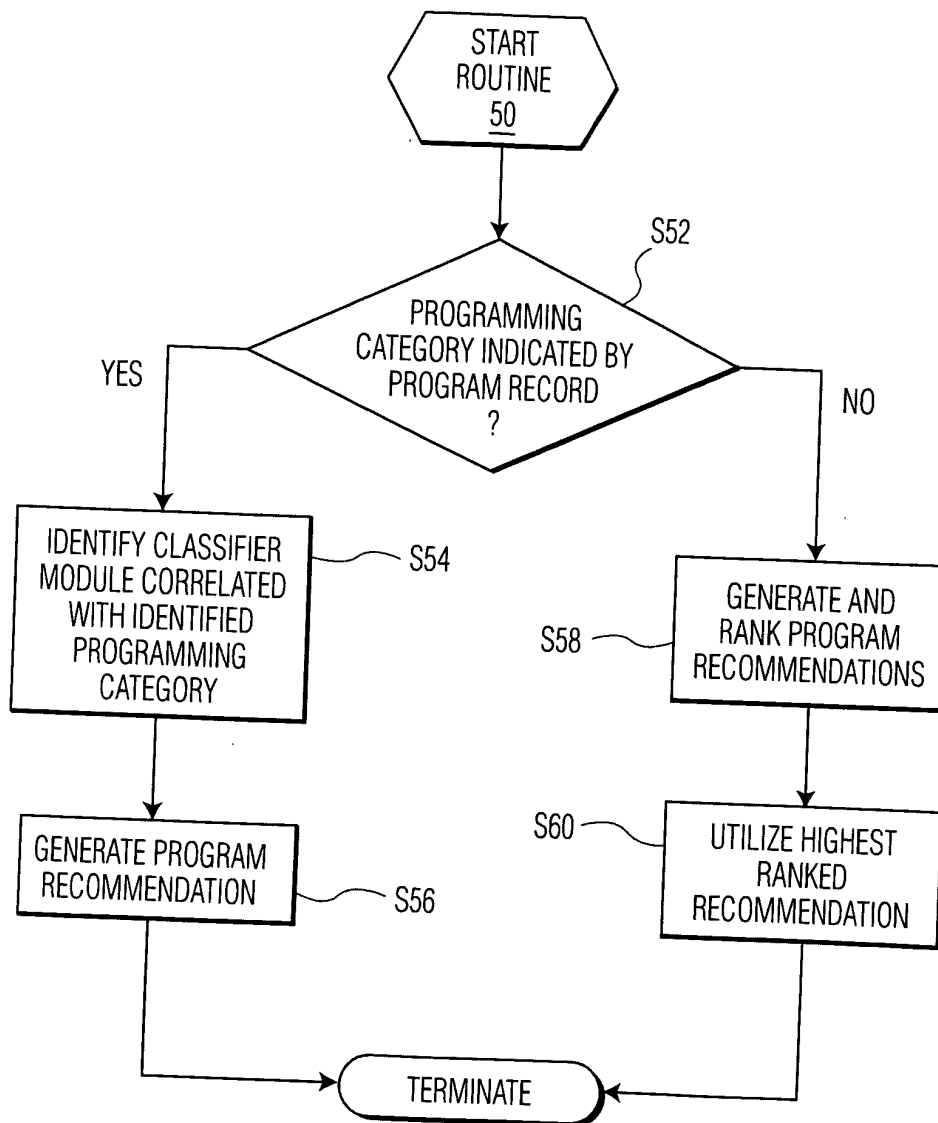 START
ROUTINE
50
S52
PROGRAMMING
CATEGORY INDICATED BY
PROGRAM RECORD
?
YES
NO
IDENTIFY CLASSIFIER
MODULE CORRELATED
WITH IDENTIFIED
PROGRAMMING
CATEGORY
S54
S58
GENERATE AND
RANK PROGRAM
RECOMMENDATIONS
GENERATE PROGRAM
RECOMMENDATION
S56
S60
UTILIZE HIGHEST
RANKED
RECOMMENDATION
TERMINATE